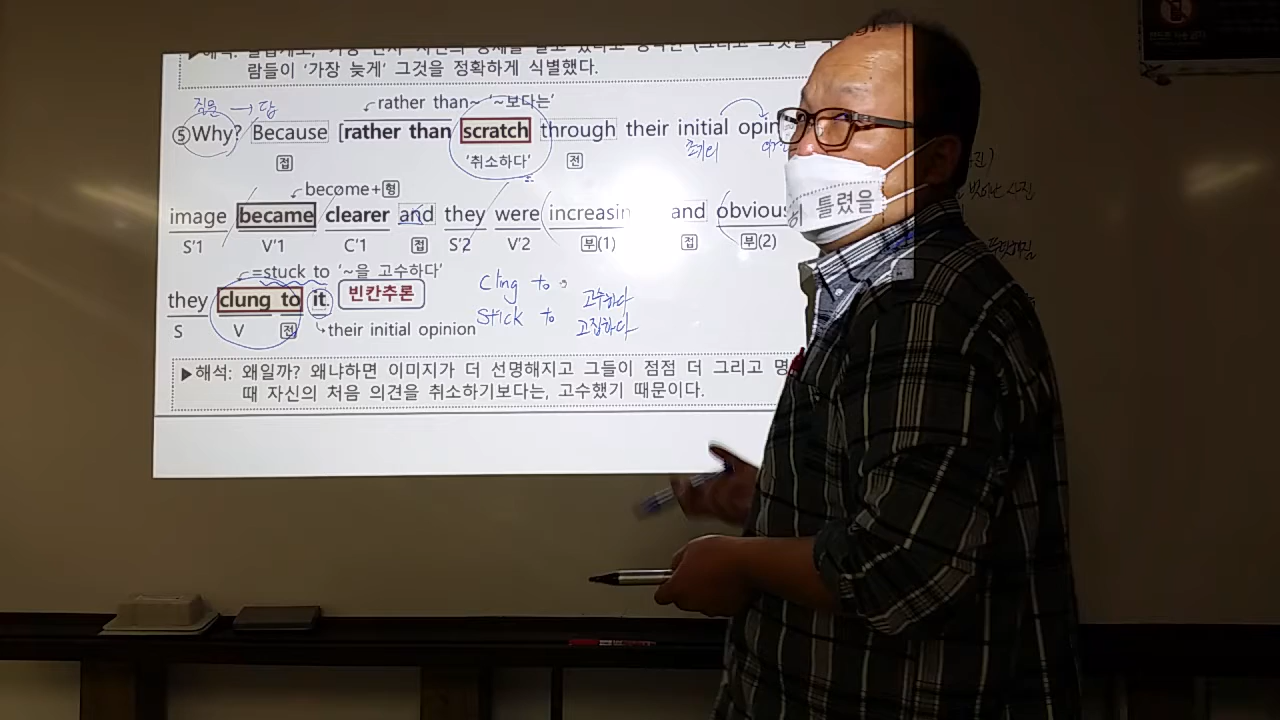 람들이 '가장 늦게' 그것을 정확하게 식별했다.
질문 → 답
rather than~ '~보다는'
⑤Why? Because [rather than scratch through their initial opin
접 '취소하다' 전
become+형
image became clearer and they were increasin and obvious
S'1 V'1 C'1 접 S'2 V'2 부(1) 접 부(2)
=stuck to '~을 고수하다'
they clung to it. 빈칸추론
S V 전 their initial opinion
Cling to 고수하다
Stick to 고집하다
▶해석: 왜일까? 왜냐하면 이미지가 더 선명해지고 그들이 점점 더 그리고 명
때 자신의 처음 의견을 취소하기보다는, 고수했기 때문이다.
틀렸을